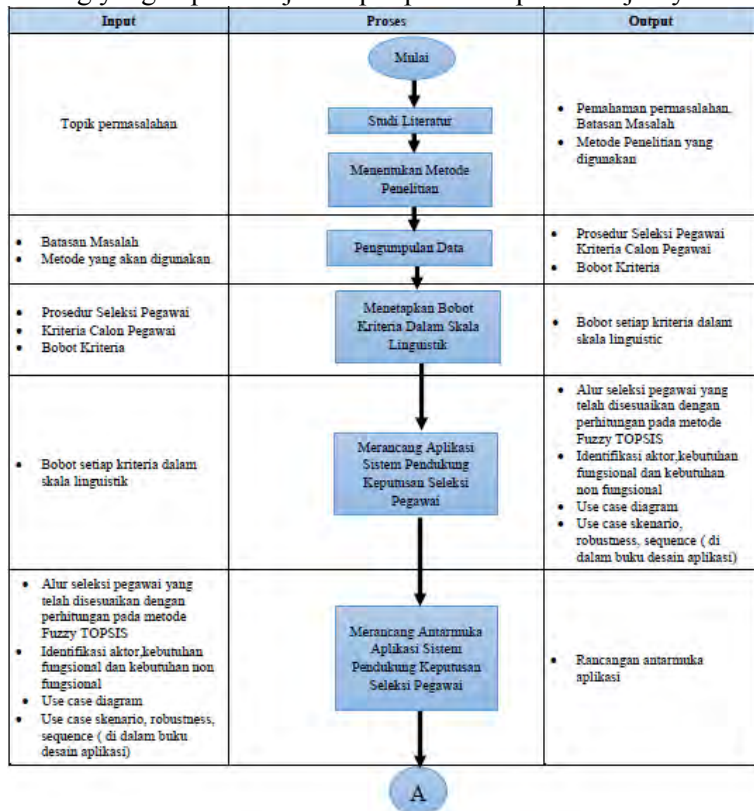 Input Proses Output
Mulai
Topik permasalahan
Studi Literatur
Menentukan Metode
Penelitian
• Pemahaman permasalahan,
Batasan Masalah
• Metode Penelitian yang
digunakan
• Batasan Masalah
• Metode yang akan digunakan
Pengumpulan Data
• Prosedur Seleksi Pegawai
Kriteria Calon Pegawai
• Bobot Kriteria
• Prosedur Seleksi Pegawai
• Kriteria Calon Pegawai
• Bobot Kriteria
Menetapkan Bobot
Kriteria Dalam Skala
Linguistik
• Bobot setiap kriteria dalam
skala linguistic
• Bobot setiap kriteria dalam
skala linguistik
Merancang Aplikasi
Sistem Pendukung
Keputusan Seleksi
Pegawai
• Alur seleksi pegawai yang
telah disesuaikan dengan
perhitungan pada metode
Fuzzy TOPSIS
• Identifikasi aktor,kebutuhan
fungsional dan kebutuhan
non fungsional
• Use case diagram
• Use case skenario,
robustness, sequence ( di
dalam buku desain aplikasi)
• Alur seleksi pegawai yang
telah disesuaikan dengan
perhitungan pada metode
Fuzzy TOPSIS
• Identifikasi aktor,kebutuhan
fungsional dan kebutuhan non
fungsional
• Use case diagram
• Use case skenario, robustness,
sequence ( di dalam buku
desain aplikasi)
Merancang Antarmuka
Aplikasi Sistem
Pendukung Keputusan
Seleksi Pegawai
• Rancangan antarmuka
aplikasi
A